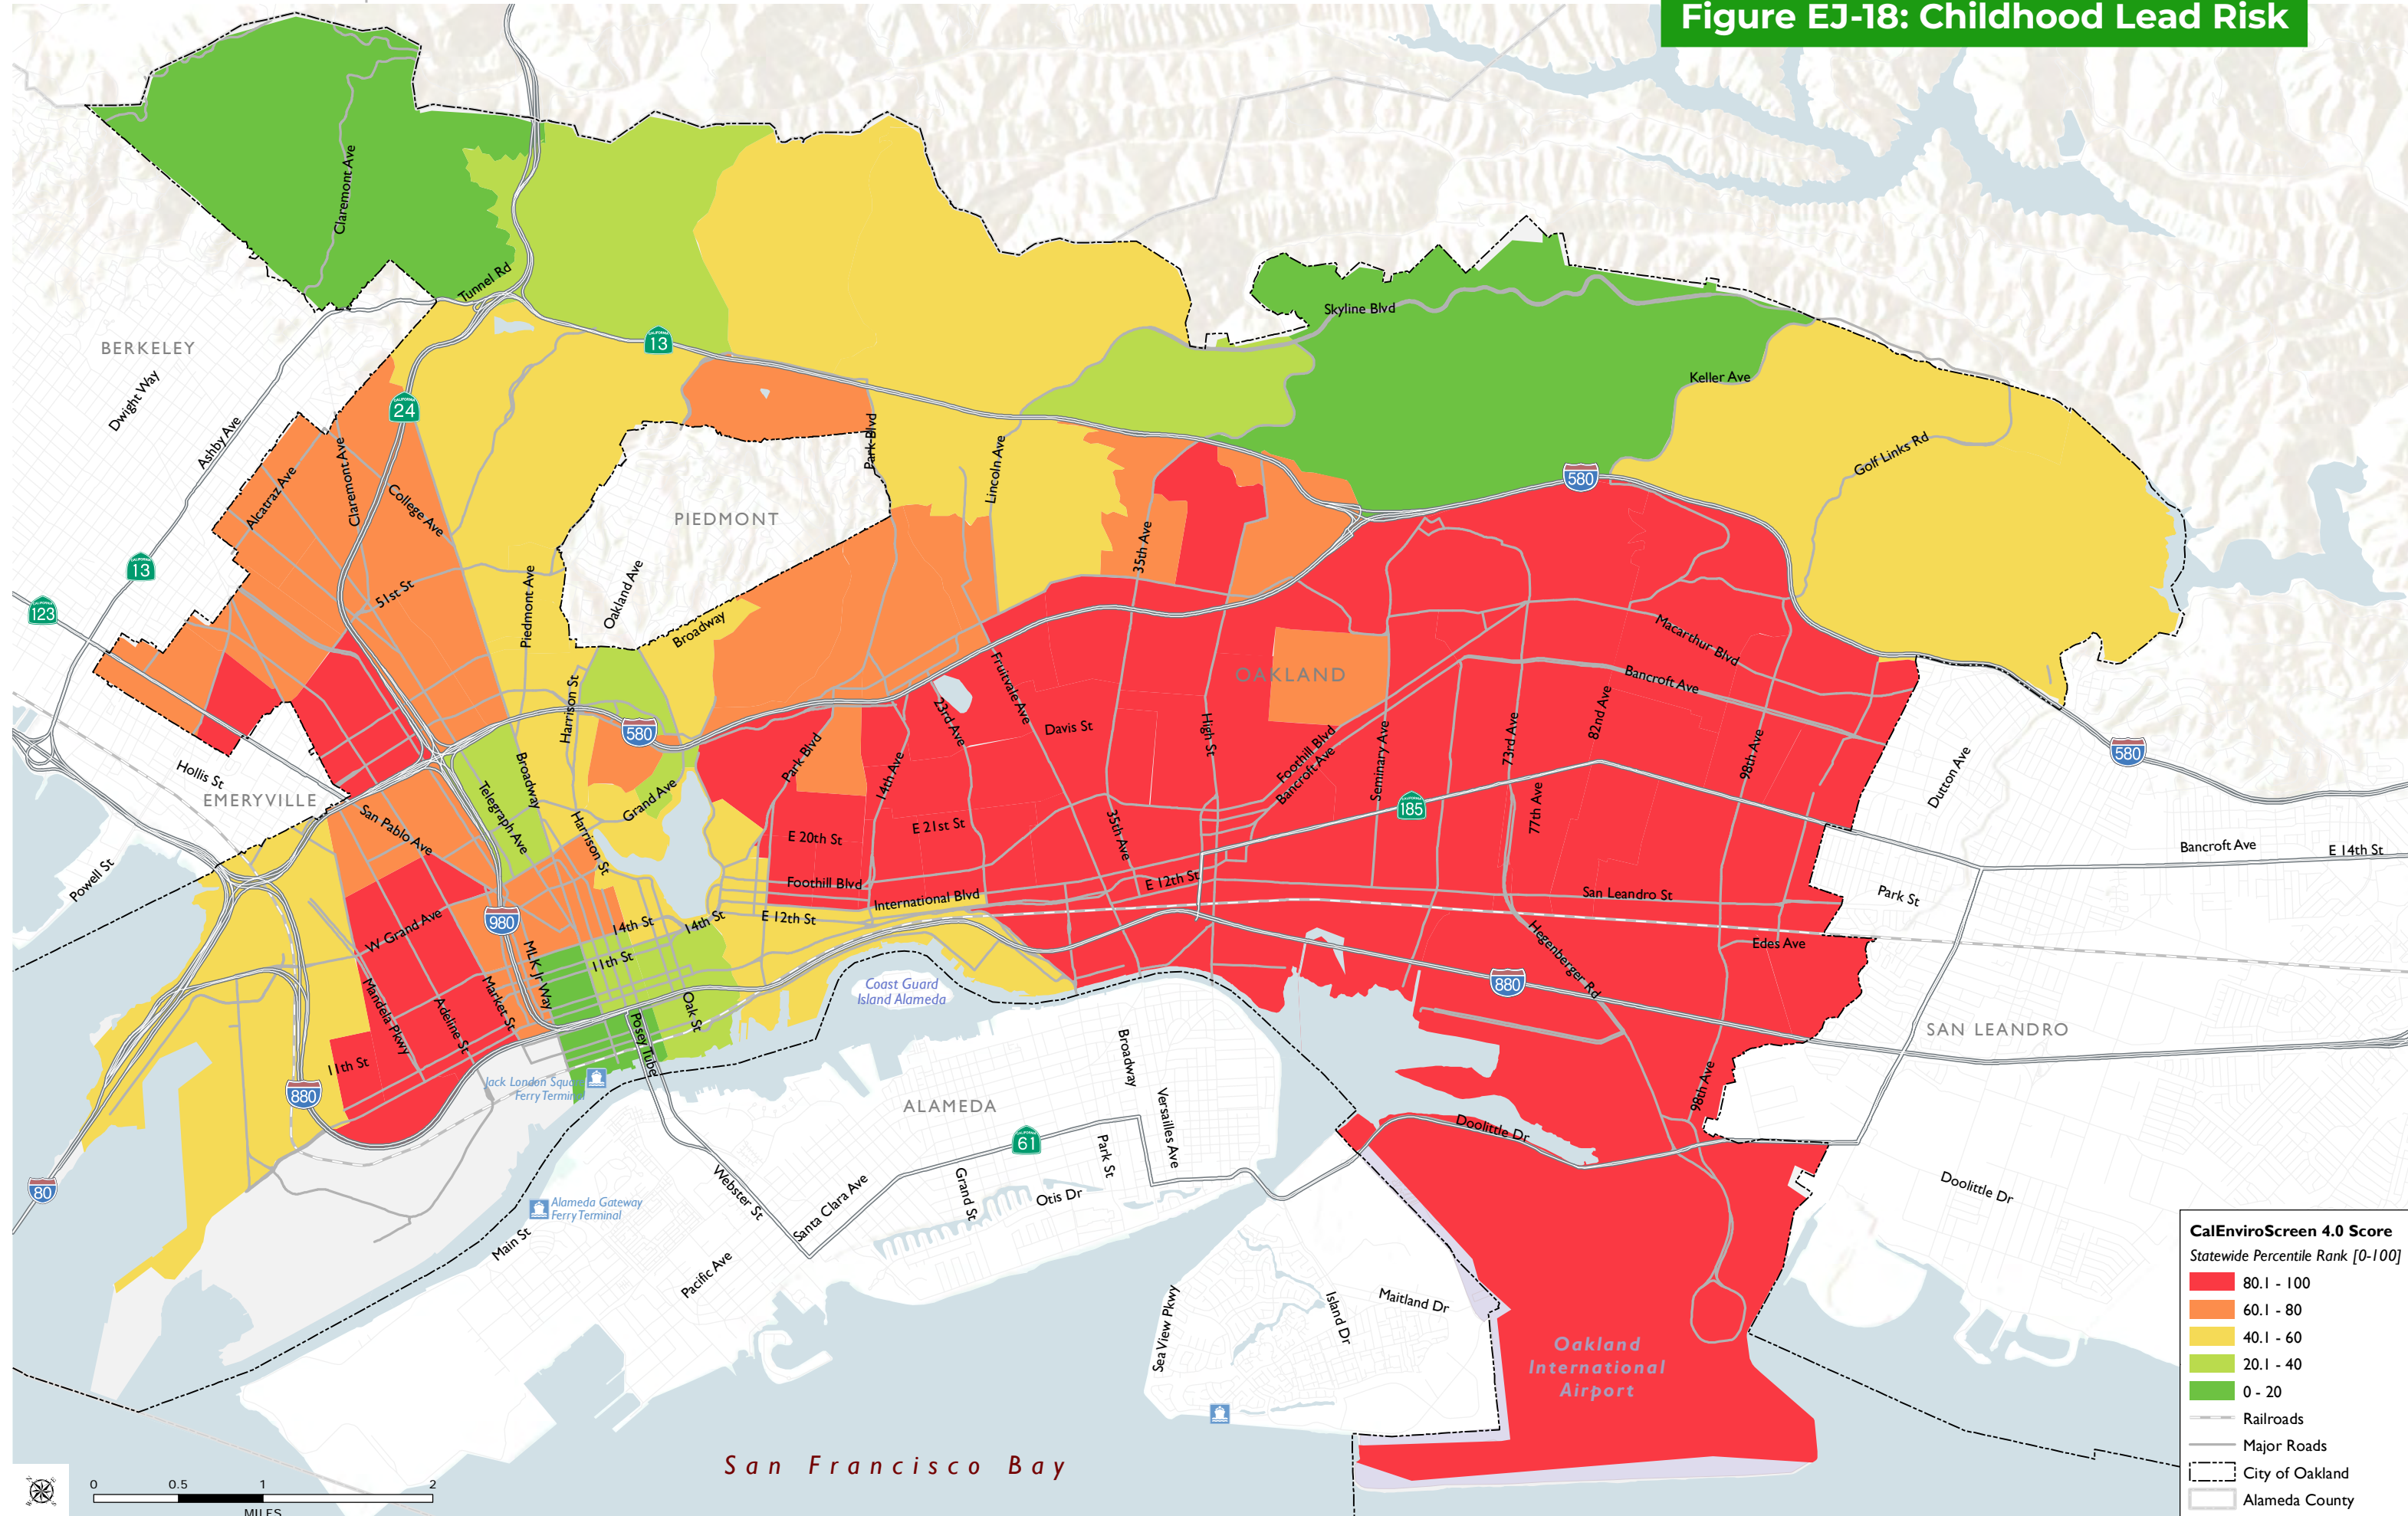 Figure EJ-18: Childhood Lead Risk
Claremont Ave
Tunnel Rd
BERKELEY
Dwight Way
Ashby Ave
13
24
13
123
Alcatraz Ave
Claremont Ave
College Ave
51st St
Piedmont Ave
PIEDMONT
Oakland Ave
Broadway
Park Blvd
Lincoln Ave
35th Ave
Skyline Blvd
Keller Ave
Golf Links Rd
580
Hollis St
EMERYVILLE
Powell St
San Pablo Ave
Telegraph Ave
Broadway
Harrison St
Harrison St
580
Grand Ave
Park Blvd
14th Ave
23rd Ave
Fruitvale Ave
Davis St
High St
OAKLAND
Foothill Blvd
Bancroft Ave
Seminary Ave
73rd Ave
77th Ave
82nd Ave
Macarthur Blvd
Bancroft Ave
98th Ave
185
580
Dutton Ave
Bancroft Ave
E 14th St
Park St
E 20th St
E 21st St
35th Ave
Foothill Blvd
International Blvd
E 12th St
E 12th St
San Leandro St
Edes Ave
Hegenberger Rd
880
SAN LEANDRO
980
W Grand Ave
14th St
14th St
11th St
MLK Jr Way
Market St
Adeline St
Mandela Pkwy
11th St
880
80
Oak St
Posey Tube
Jack London Square
Ferry Terminal
Coast Guard
Island Alameda
ALAMEDA
Broadway
Versailles Ave
Park St
61
Grand St
Otis Dr
Santa Clara Ave
Webster St
Pacific Ave
Main St
Alameda Gateway
Ferry Terminal
98th Ave
Doolittle Dr
Doolittle Dr
Sea View Pkwy
Island Dr
Maitland Dr
Oakland
International
Airport
San Francisco Bay
0 0.5 1 2
MILES
CalEnviroScreen 4.0 Score
Statewide Percentile Rank [0-100]
80.1 - 100
60.1 - 80
40.1 - 60
20.1 - 40
0 - 20
Railroads
Major Roads
City of Oakland
Alameda County